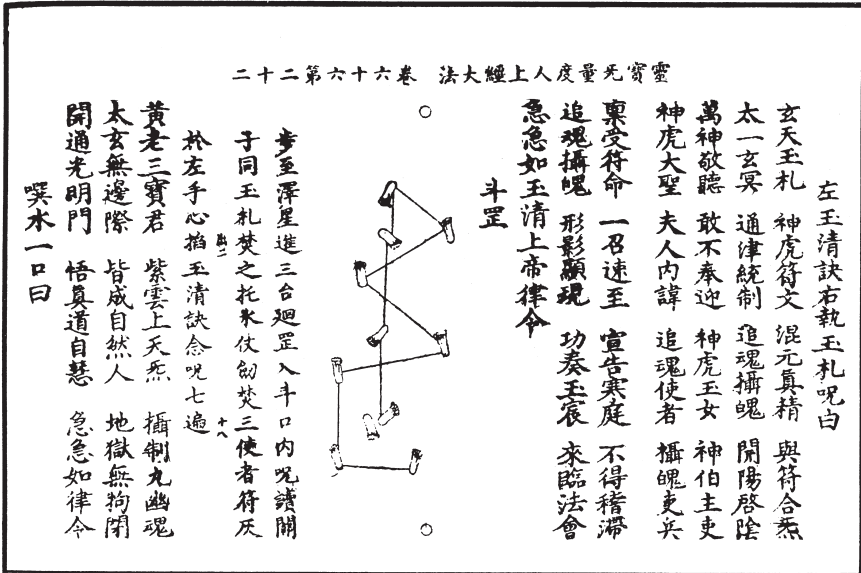 靈寶无量度人上經大法 卷六十六第二十二
左玉清訣右執玉札呪曰
玄天玉札 神虎符文 混元眞精 與符合炁
太一玄冥 通津統制 追魂攝魄 開陽啓陰
萬神敬聽 敢不奉迎 神虎玉女 神伯主吏
神虎大聖 夫人內諱 追魂使者 攝魄吏兵
稟受符命 一召速至 宣告寒庭 不得稽滯
追魂攝魄 形影顯現 功奏玉宸 來臨法會
急急如玉清上帝律令
斗罡
步至澤星進三台廻罡入斗口內呪讀開
子同玉札焚之托水仗劒焚三使者符灰
於左手心掐玉清訣念呪七遍
黃老三寶君 紫雲上天炁 攝制九幽魂
太玄無邊際 皆成自然人 地獄無拘閉
開通光明門 悟眞道自慧 急急如律令
噀水一口曰